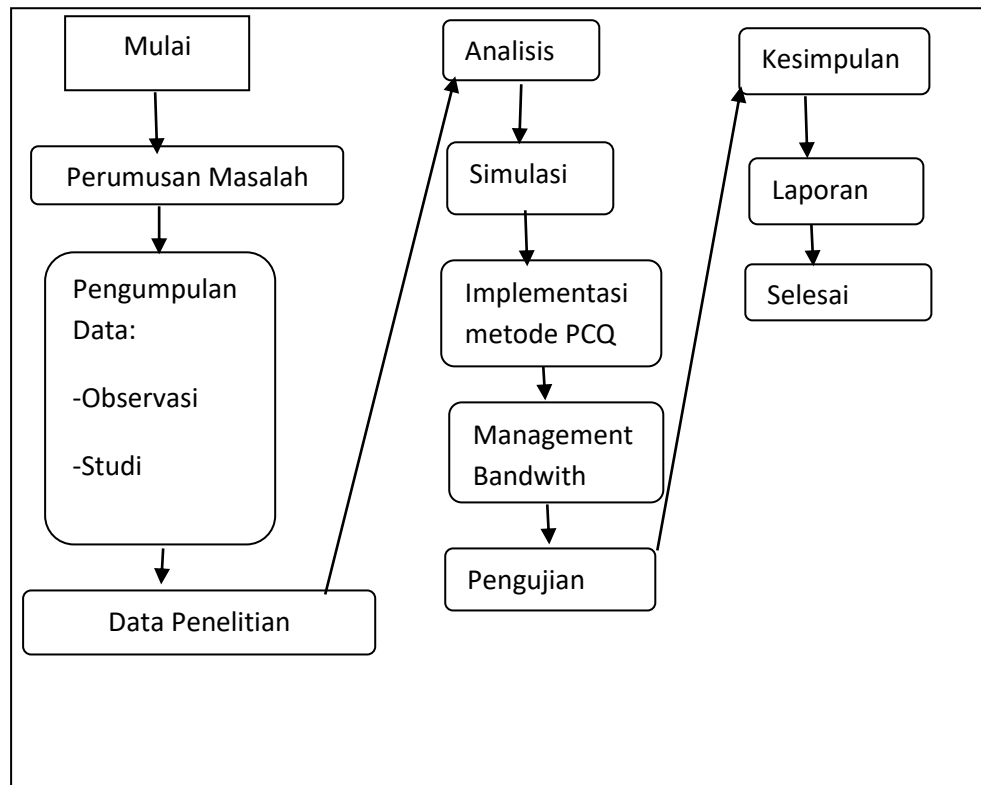 Mulai
Perumusan Masalah
Pengumpulan
Data:
-Observasi
-Studi
Data Penelitian
Analisis
Simulasi
Implementasi
metode PCQ
Management
Bandwith
Pengujian
Kesimpulan
Laporan
Selesai